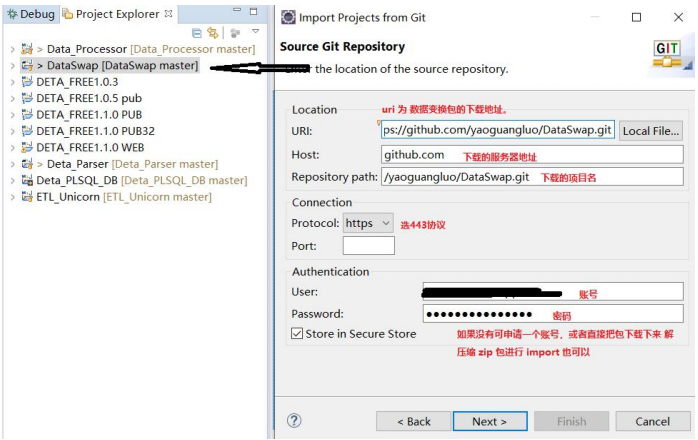 Debug Project Explorer
> Data_Processor [Data_Processor master]
> DataSwap [DataSwap master]
DETA_FREE1.0.3
DETA_FREE1.0.5 pub
DETA_FREE1.1.0 PUB
DETA_FREE1.1.0 PUB32
DETA_FREE1.1.0 WEB
> Deta_Parser [Deta_Parser master]
Deta_PLSQL_DB [Deta_PLSQL_DB master]
ETL_Unicorn [ETL_Unicorn master]
Import Projects from Git
Source Git Repository
the location of the source repository.
GIT
Location
uri 为 数据变换包的下载地址。
URI: ps://github.com/yaoguangluo/DataSwap.git Local File...
Host: github.com 下载的服务器地址
Repository path: /yaoguangluo/DataSwap.git 下载的项目名
Connection
Protocol: https 选443协议
Port:
Authentication
User: 账号
Password: ●●●●●●●●●●●●●●● 密码
Store in Secure Store 如果没有可申请一个账号，或者直接把包下载下来 解
压缩 zip 包进行 import 也可以
? < Back Next > Finish Cancel